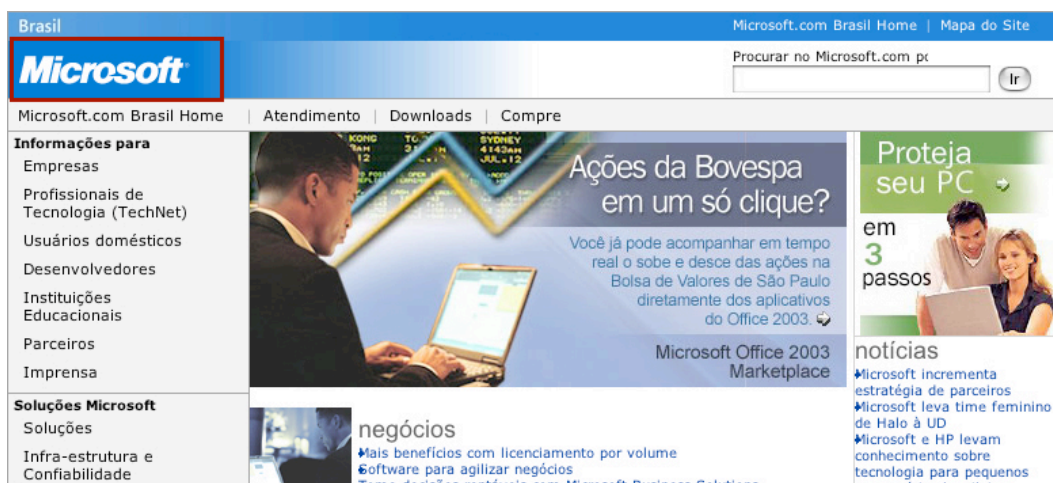 Brasil
Microsoft.com Brasil Home | Mapa do Site
Microsoft
Procurar no Microsoft.com
Ir
Microsoft.com Brasil Home | Atendimento | Downloads | Compre
Informações para
Empresas
Profissionais de
Tecnologia (TechNet)
Usuários domésticos
Desenvolvedores
Instituições
Educacionais
Parceiros
Imprensa
Soluções Microsoft
Soluções
Infra-estrutura e
Confiabilidade
KONG
SYDNEY
4:43AM
JUL.12
Ações da Bovespa
em um só clique?
Você já pode acompanhar em tempo
real o sobe e desce das ações na
Bolsa de Valores de São Paulo
diretamente dos aplicativos
do Office 2003.
Microsoft Office 2003
Marketplace
negócios
Mais benefícios com licenciamento por volume
Software para agilizar negócios
Proteja
seu PC
em
3
passos
notícias
Microsoft incrementa
estratégia de parceiros
Microsoft leva time feminino
de Halo à UD
Microsoft e HP levam
conhecimento sobre
tecnologia para pequenos